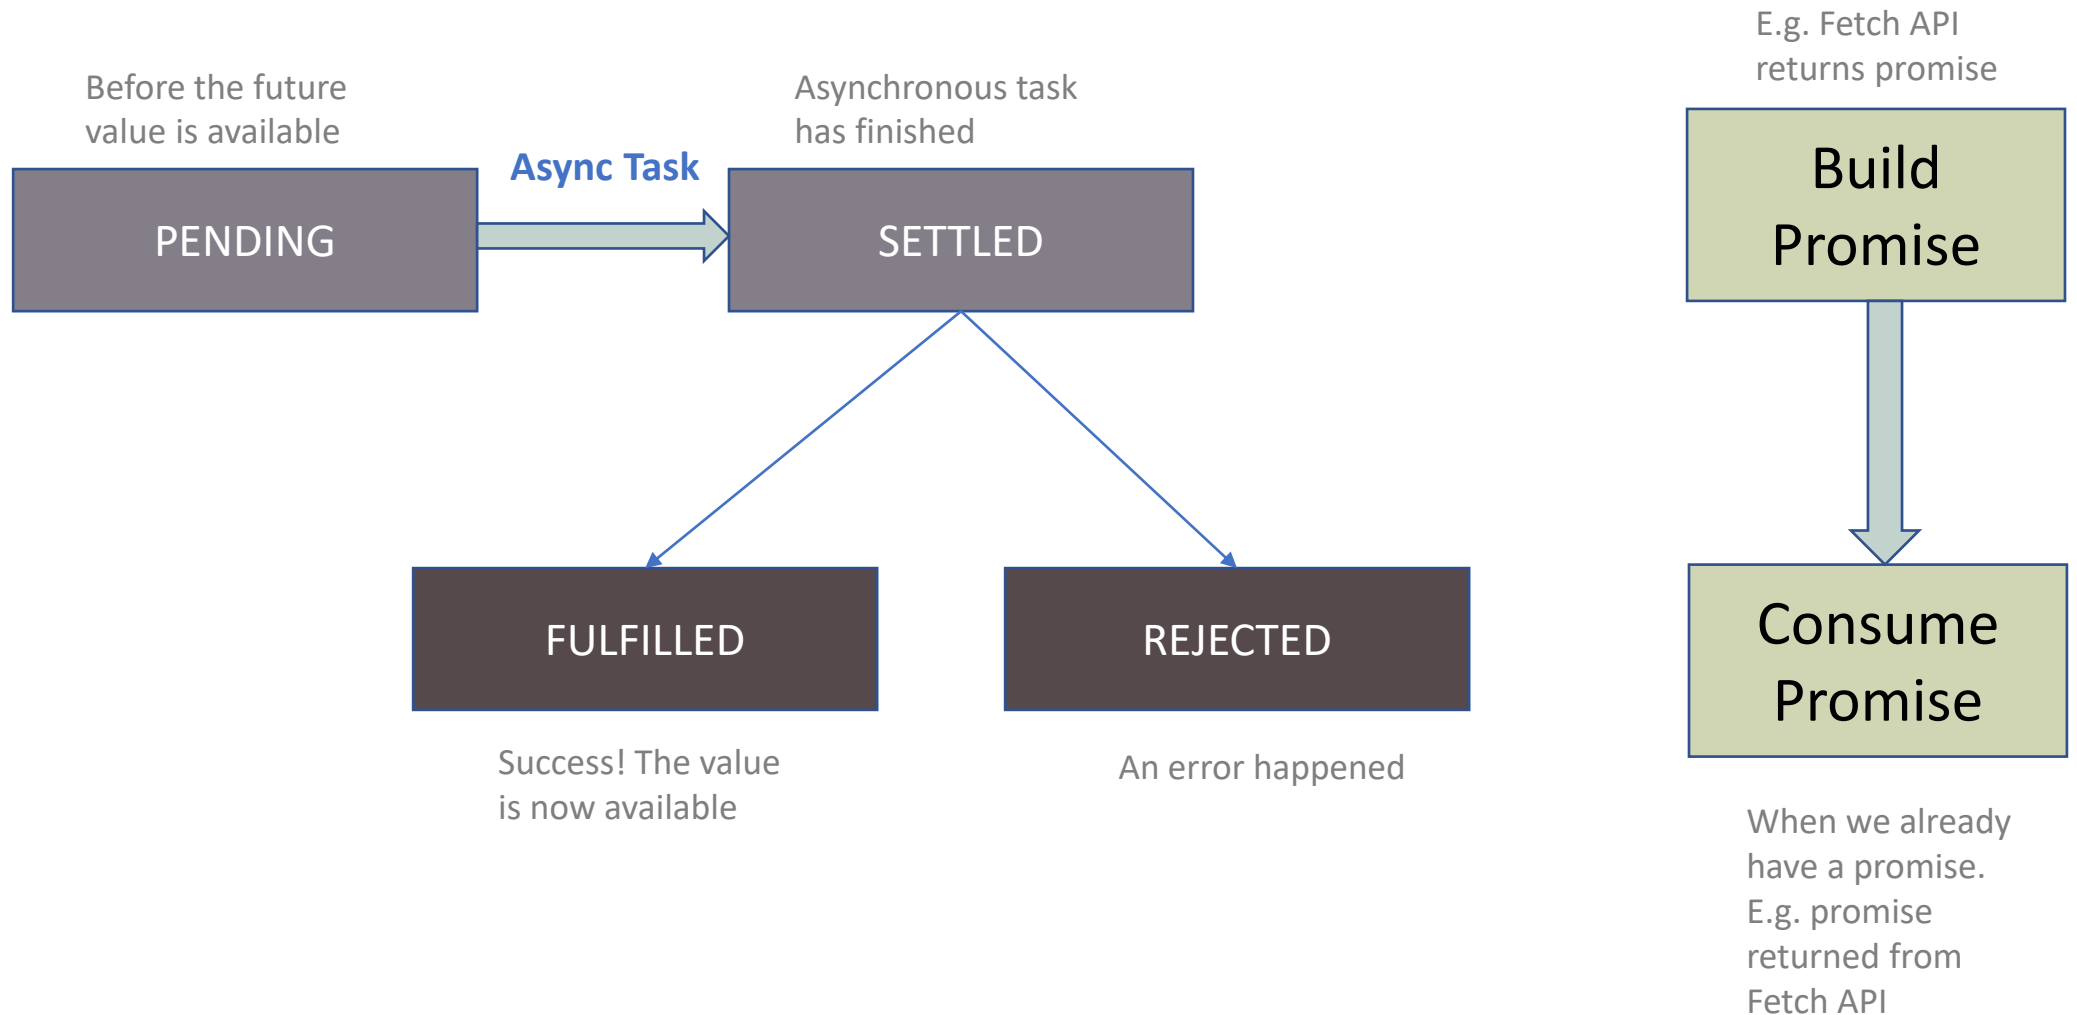 Before the future
value is available
PENDING
Async Task
Asynchronous task
has finished
SETTLED
FULFILLED
Success! The value
is now available
REJECTED
An error happened
E.g. Fetch API
returns promise
Build
Promise
Consume
Promise
When we already
have a promise.
E.g. promise
returned from
Fetch API